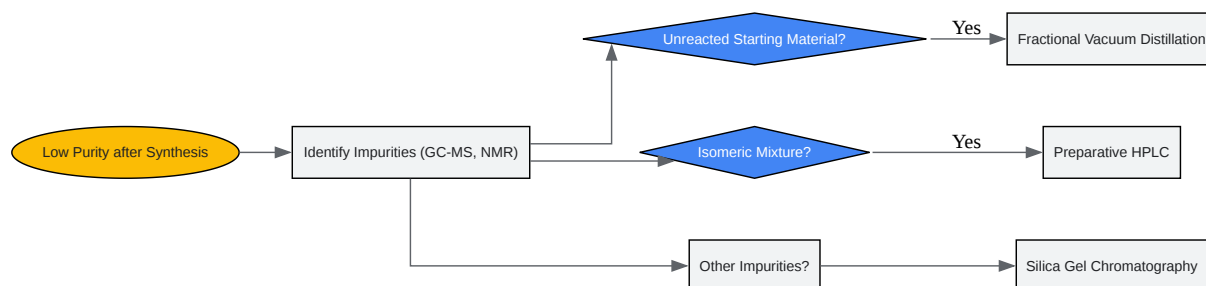 Unreacted Starting Material?
Yes
Fractional Vacuum Distillation
Low Purity after Synthesis
Identify Impurities (GC-MS, NMR)
Isomeric Mixture?
Yes
Preparative HPLC
Other Impurities?
Silica Gel Chromatography